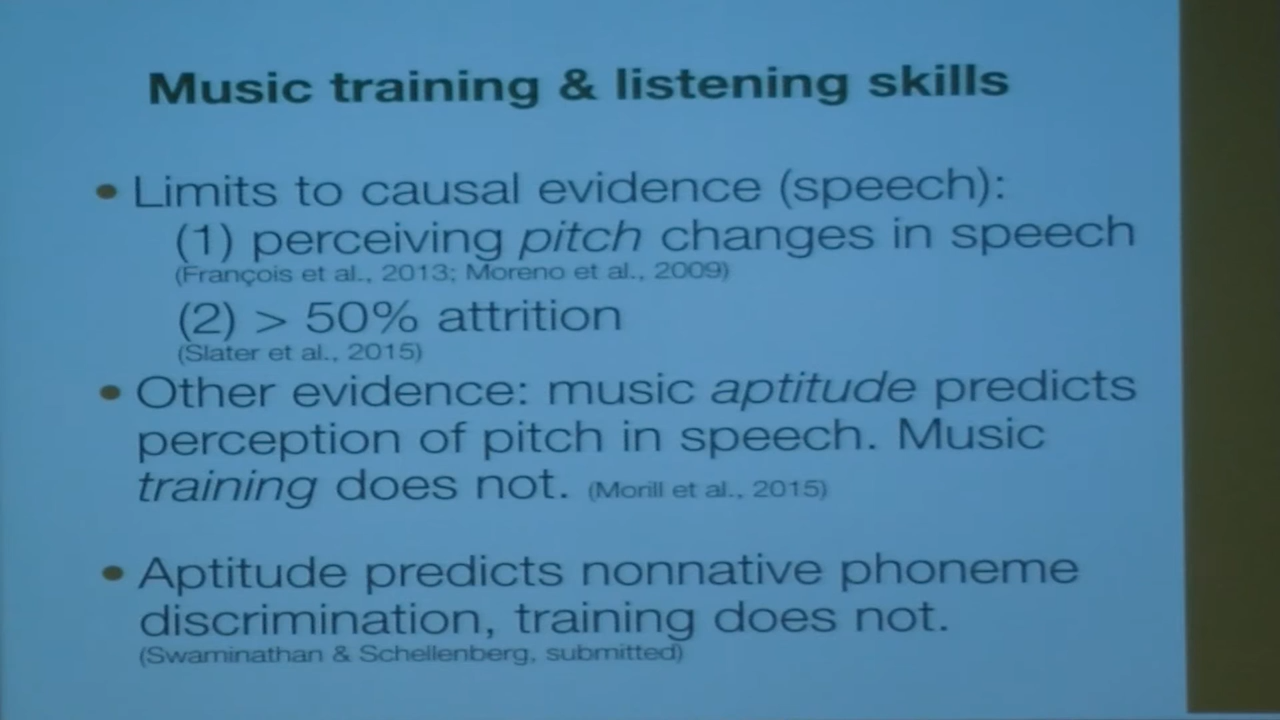 Music training & listening skills
• Limits to causal evidence (speech):
(1) perceiving pitch changes in speech
(François et al., 2013; Moreno et al., 2009)
(2) > 50% attrition
(Slater et al., 2015)
• Other evidence: music aptitude predicts
perception of pitch in speech. Music
training does not. (Morill et al., 2015)
• Aptitude predicts nonnative phoneme
discrimination, training does not.
(Swaminathan & Schellenberg, submitted)